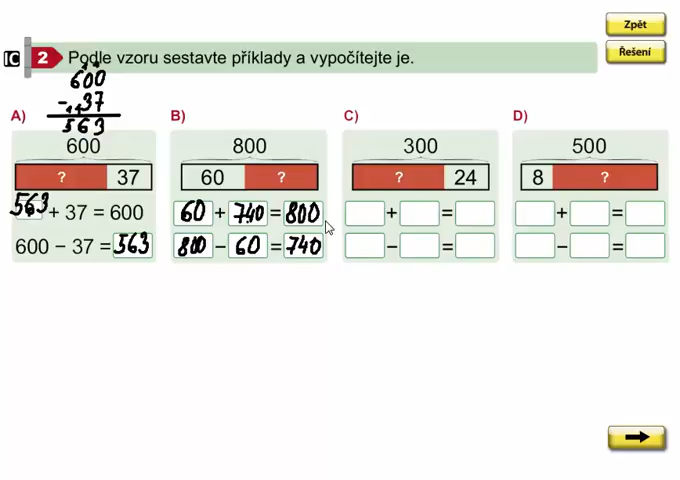 Zpět
2 Podle vzoru sestavte příklady a vypočítejte je.
Řešení
600
-37
563
A) B) C) D)
600 800 300 500
? 37 60 ? ? 24 8 ?
563 + 37 = 600 60 + 740 = 800 + = + =
600 − 37 = 563 800 - 60 = 740 − = − =